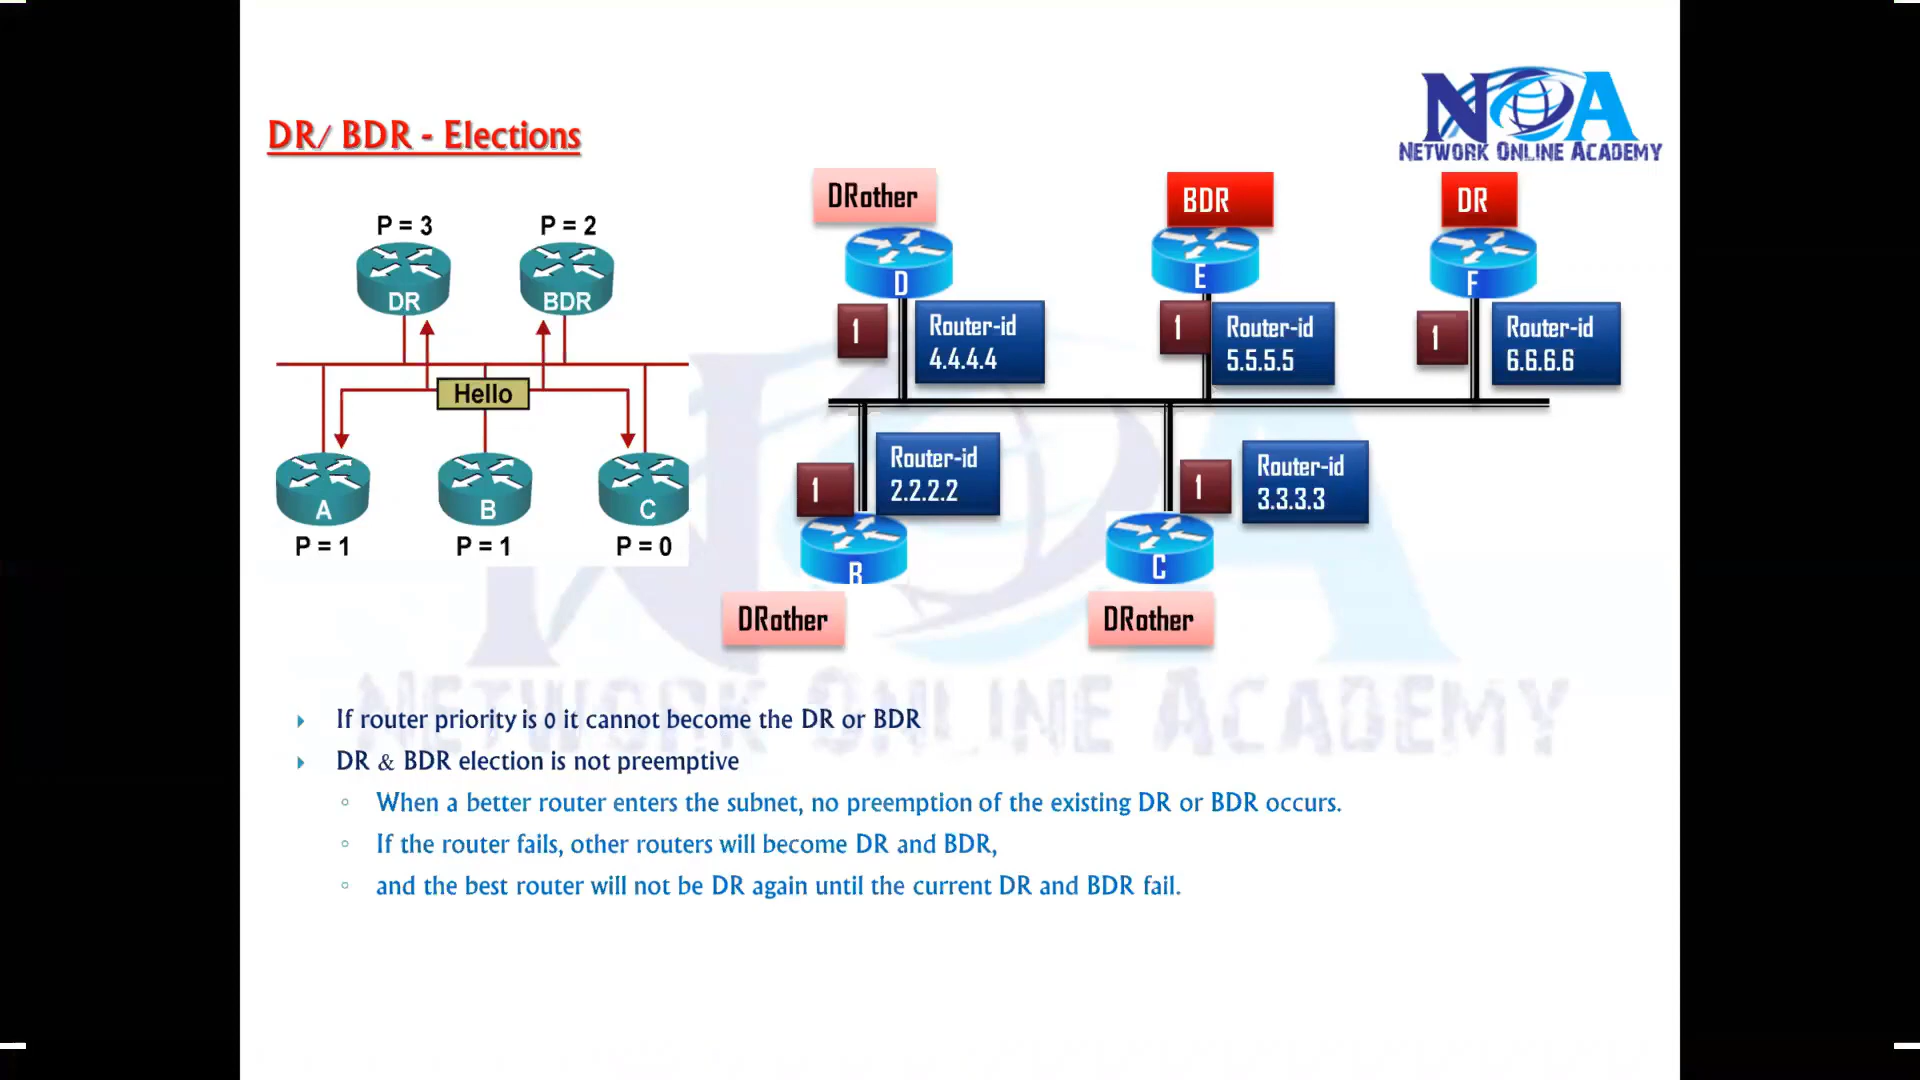 DR/ BDR - Elections
NOA
NETWORK ONLINE ACADEMY
P = 3
P = 2
DR
BDR
Hello
A
B
C
P = 1
P = 1
P = 0
DRother
BDR
DR
D
E
F
1
Router-id
4.4.4.4
1
Router-id
5.5.5.5
1
Router-id
6.6.6.6
1
Router-id
2.2.2.2
1
Router-id
3.3.3.3
B
C
DRother
DRother
NETWORK ONLINE ACADEMY
If router priority is 0 it cannot become the DR or BDR
DR & BDR election is not preemptive
When a better router enters the subnet, no preemption of the existing DR or BDR occurs.
If the router fails, other routers will become DR and BDR,
and the best router will not be DR again until the current DR and BDR fail.